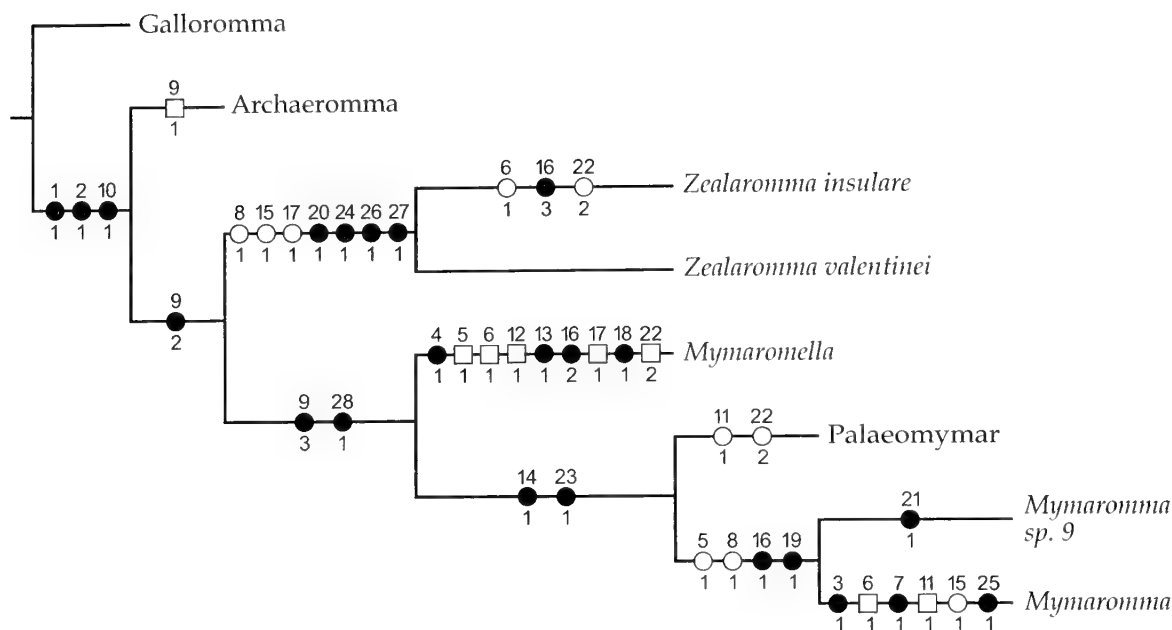 Galloromma
9
1
Archaeromma
1 2 10
1 1 1
6 16 22
1 3 2
Zealaromma insulare
8 15 17 20 24 26 27
1 1 1 1 1 1 1
Zealaromma valentinei
9
2
4 5 6 12 13 16 17 18 22
1 1 1 1 1 2 1 1 2
Mymaromella
9 28
3 1
11 22
1 2
Palaeomymar
14 23
1 1
21
1
Mymaromma
sp. 9
5 8 16 19
1 1 1 1
3 6 7 11 15 25
1 1 1 1 1 1
Mymaromma